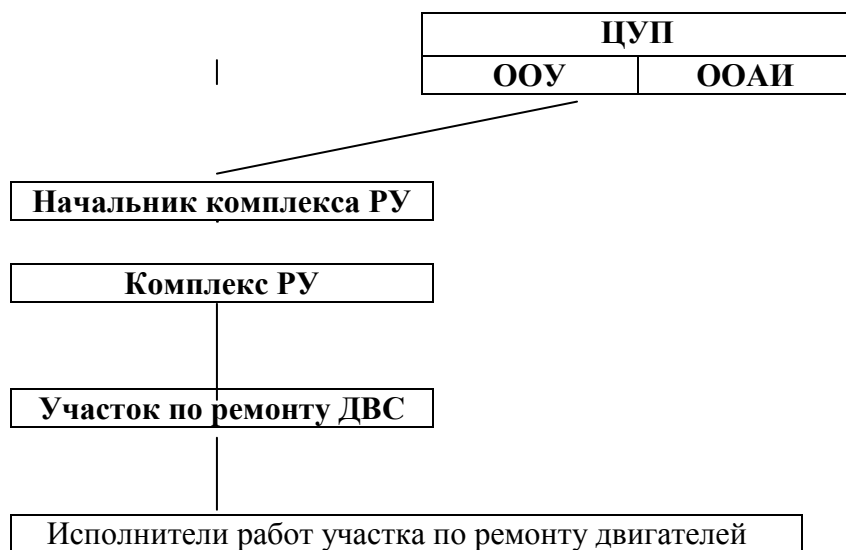 ЦУП
ООУ ООАИ
Начальник комплекса РУ
Комплекс РУ
Участок по ремонту ДВС
Исполнители работ участка по ремонту двигателей